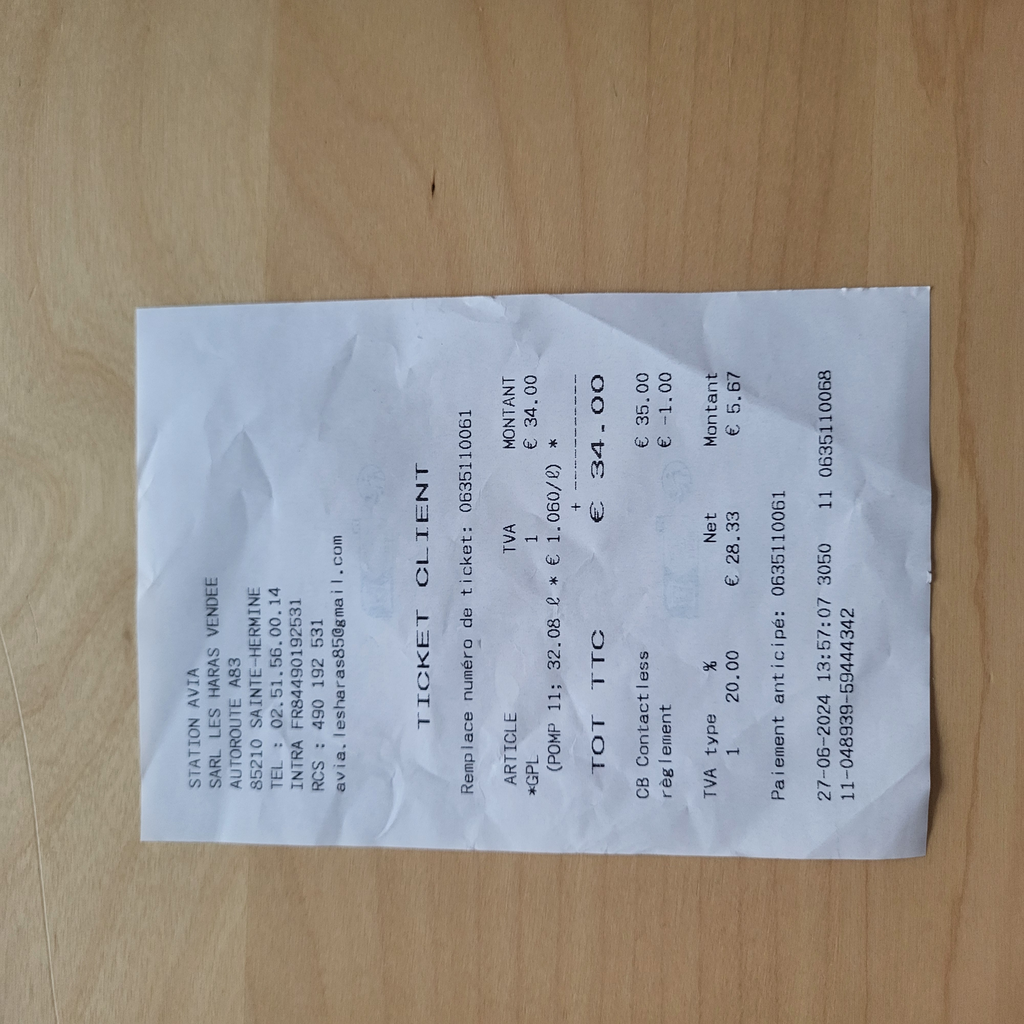 STATION AVIA
SARL LES HARAS VENDEE
AUTOROUTE A83
85210 SAINTE-HERMINE
TEL : 02.51.56.00.14
INTRA FR84490192531
RCS : 490 192 531
avia.lesharas85@gmail.com
TICKET CLIENT
Remplace numéro de ticket: 0635110061
ARTICLE TVA MONTANT
*GPL 1 € 34.00
(POMP 11; 32.08 ℓ * € 1.060/ℓ) *
+ -----------
TOT TTC € 34.00
CB Contactless € 35.00
règlement € -1.00
TVA type % Net Montant
1 20.00 € 28.33 € 5.67
Paiement anticipé: 0635110061
27-06-2024 13:57:07 3050 11 0635110068
11-048939-59444342